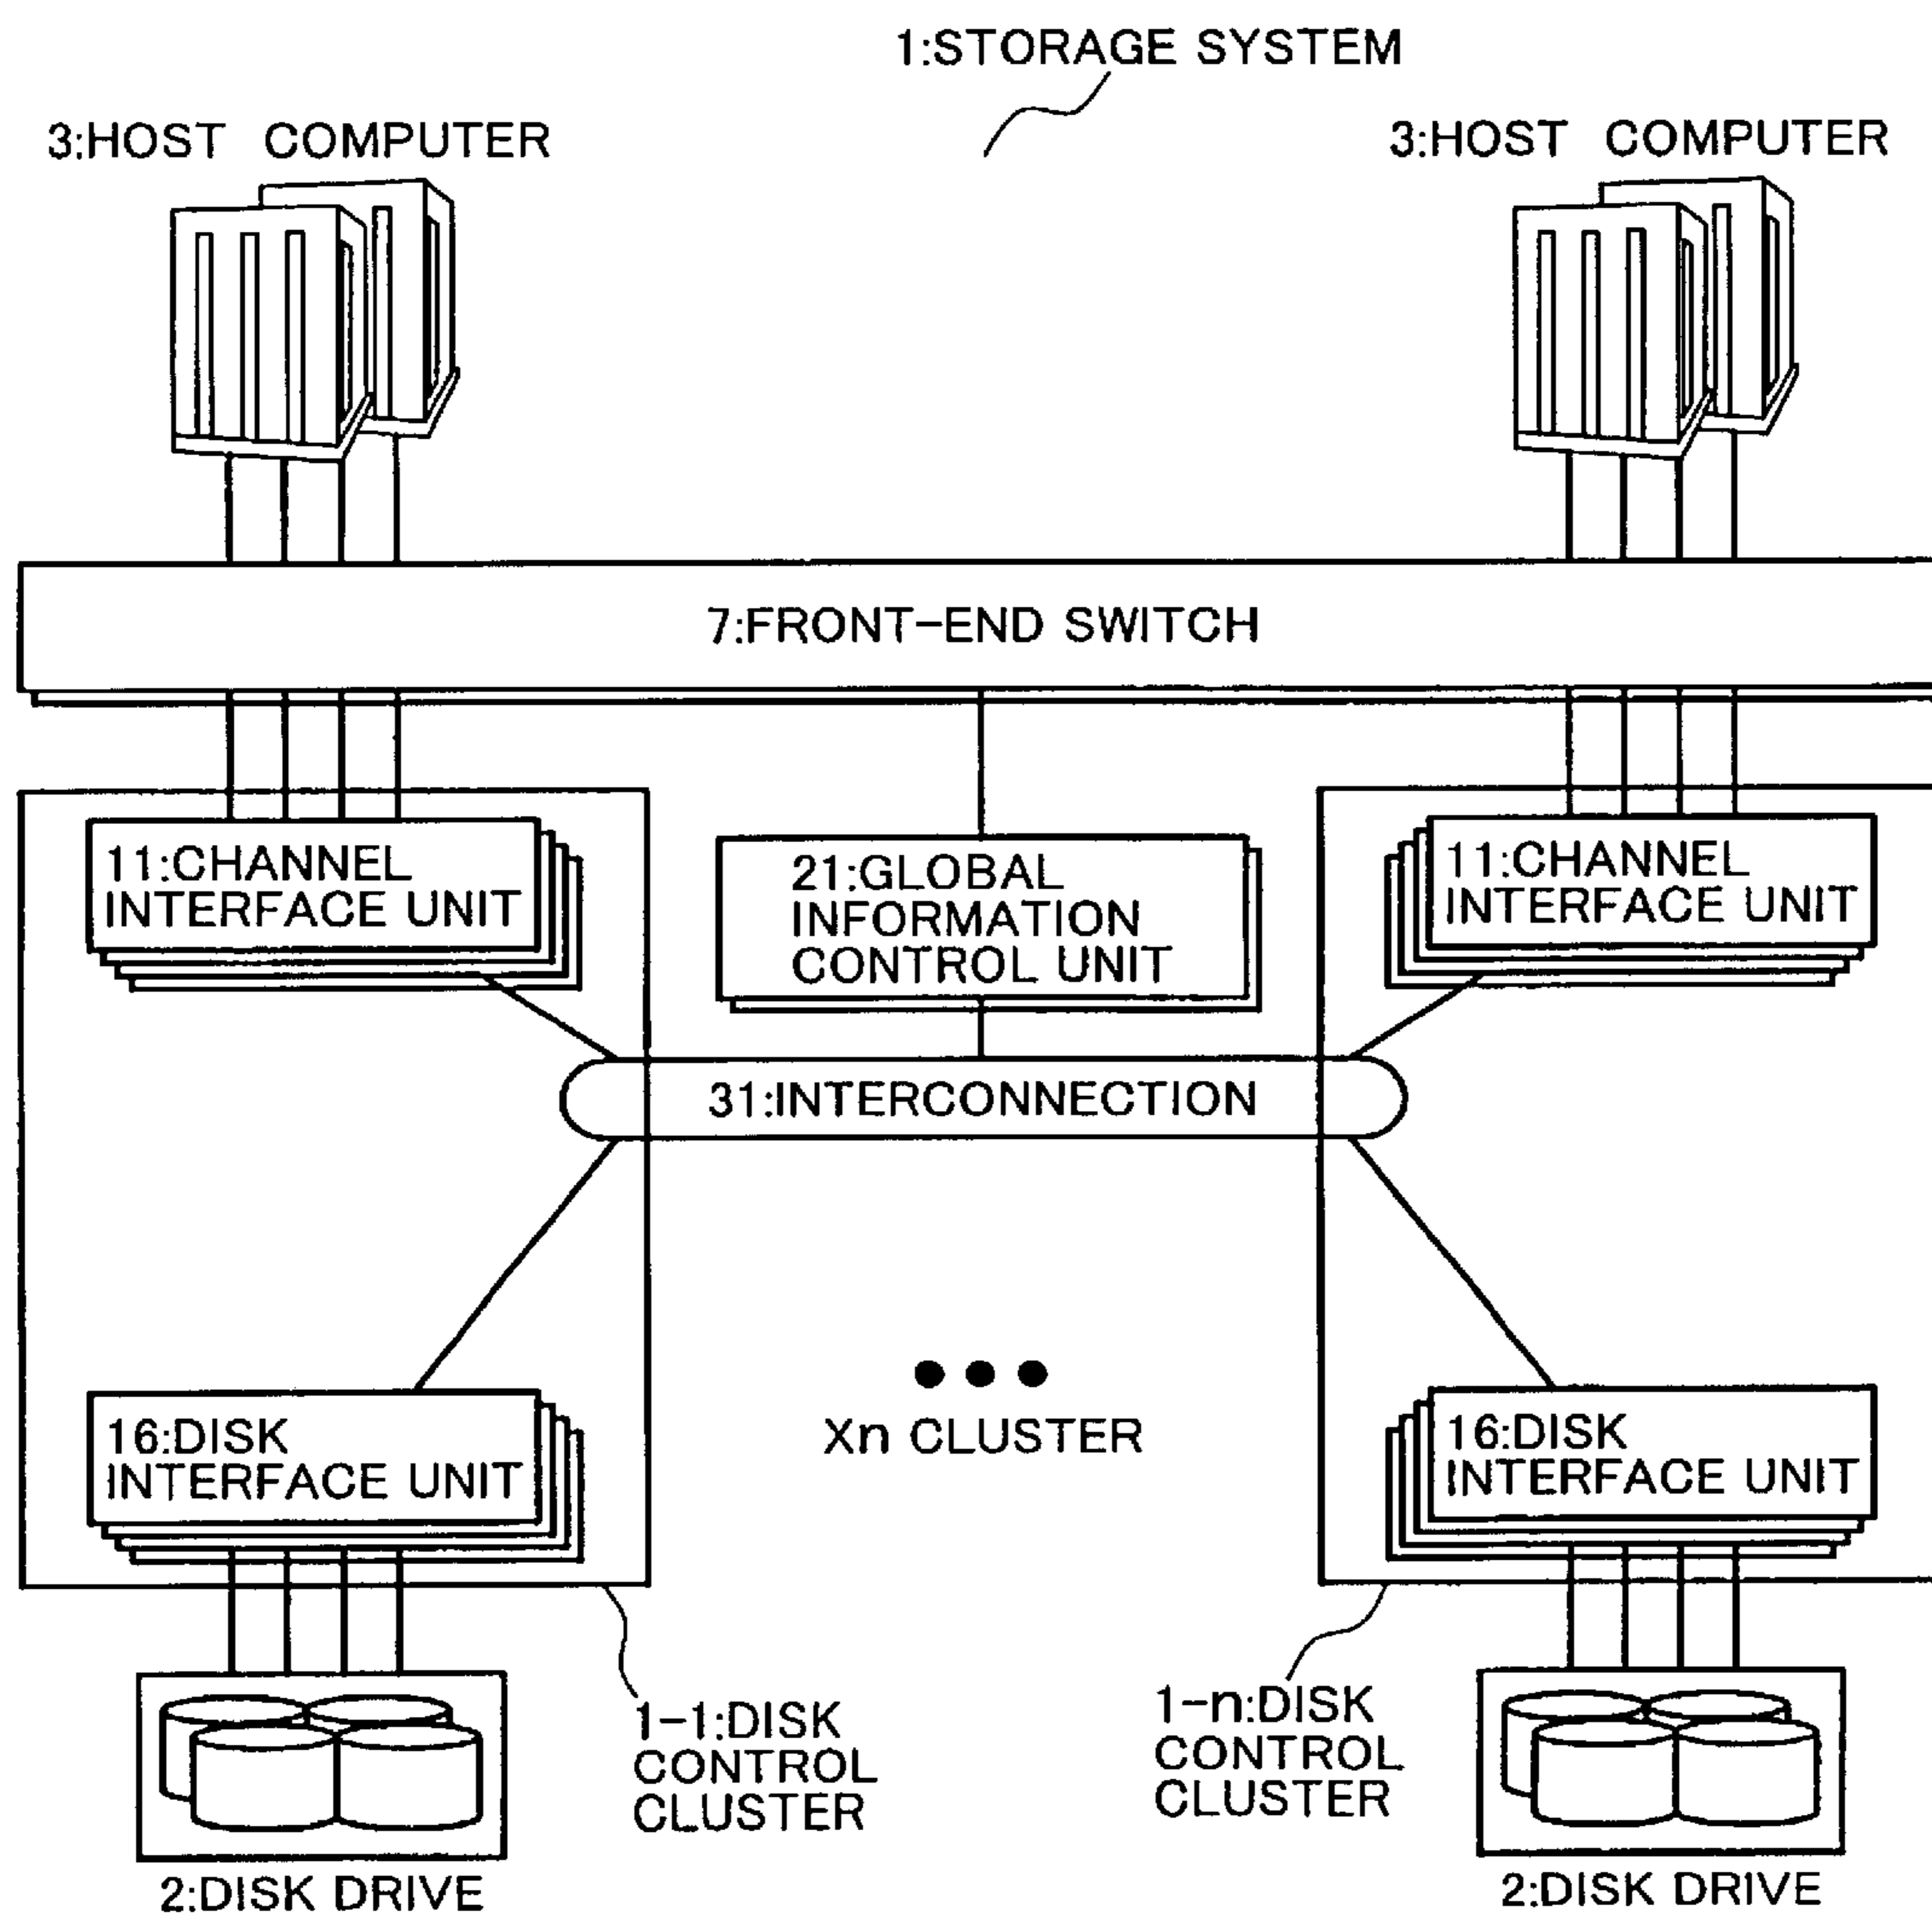 1:STORAGE SYSTEM
3:HOST COMPUTER
3:HOST COMPUTER
7:FRONT-END SWITCH
11:CHANNEL
INTERFACE UNIT
21:GLOBAL
INFORMATION
CONTROL UNIT
11:CHANNEL
INTERFACE UNIT
31:INTERCONNECTION
16:DISK
INTERFACE UNIT
Xn CLUSTER
16:DISK
INTERFACE UNIT
1-1:DISK
CONTROL
CLUSTER
1-n:DISK
CONTROL
CLUSTER
2:DISK DRIVE
2:DISK DRIVE